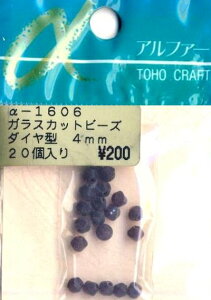 α
アルファー
TOHO CRAFT
α-1606
ガラスカットビーズ
ダイヤ型 4mm
20個入り ¥200